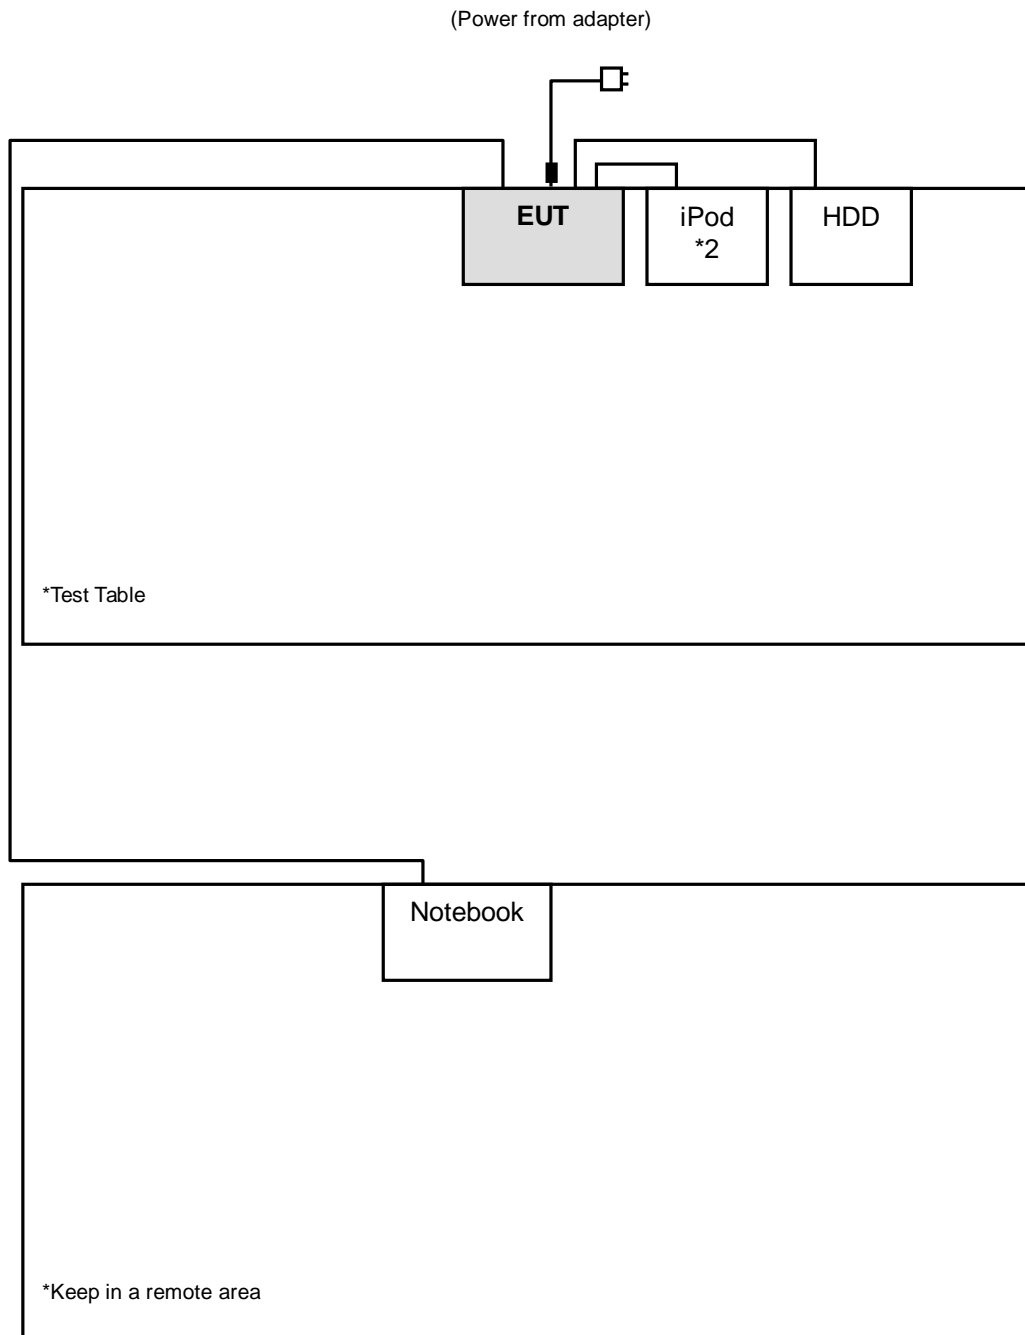 (Power from adapter)
EUT
iPod
*2
HDD
*Test Table
Notebook
*Keep in a remote area